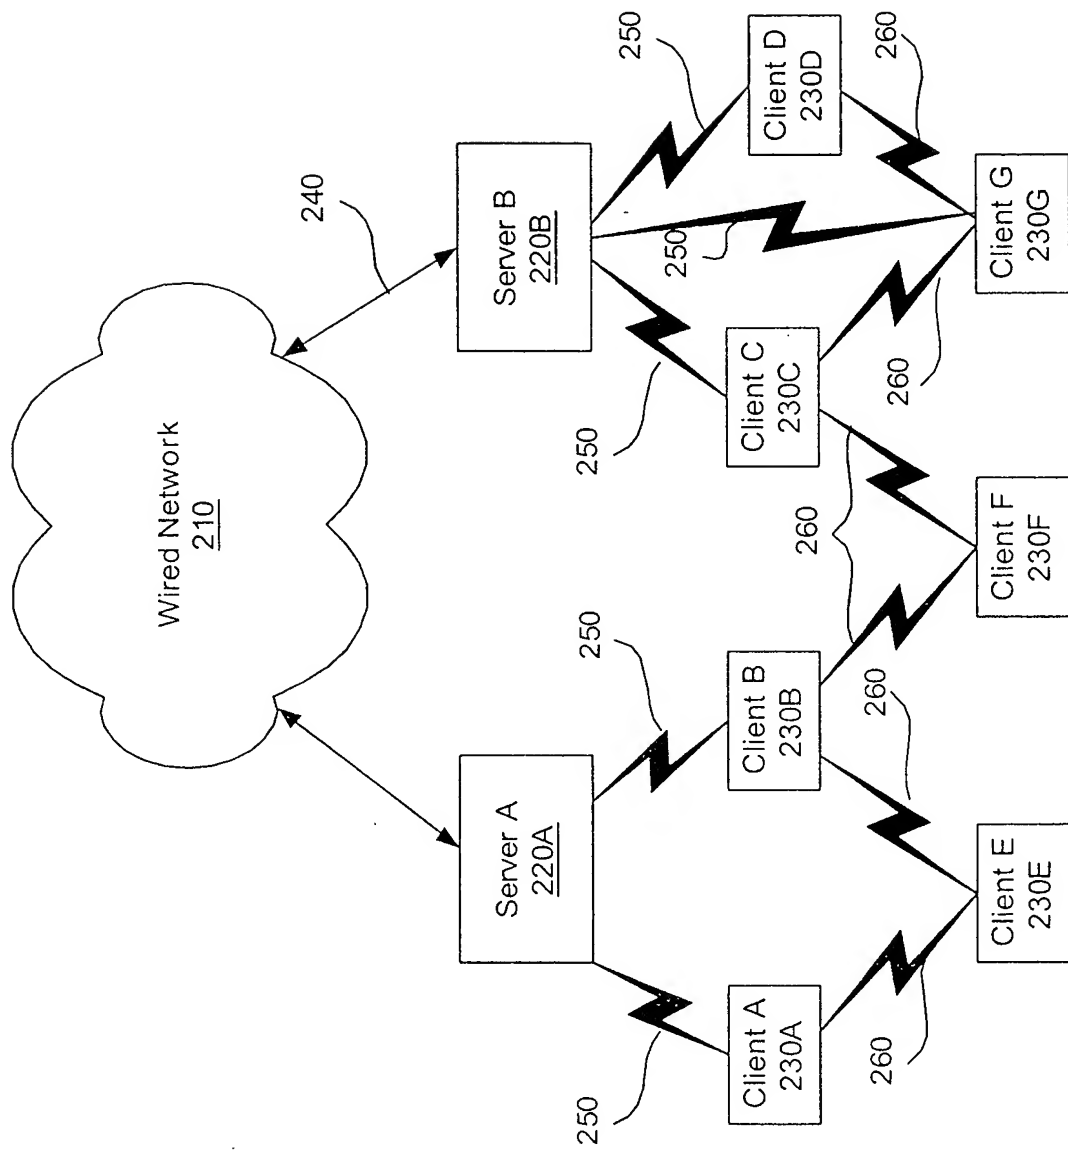 Wired Network
210
240
Server A
220A
Server B
220B
250
250
250
250
250
Client A
230A
Client B
230B
Client C
230C
Client D
230D
260
260
260
260
260
Client E
230E
Client F
230F
Client G
230G